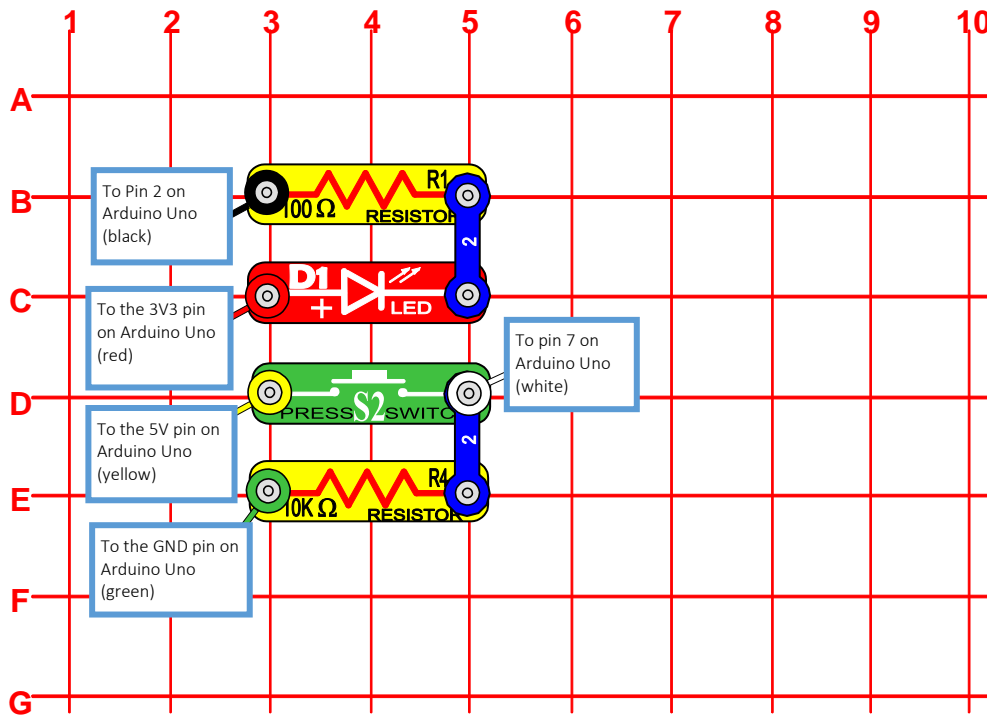 1 2 3 4 5 6 7 8 9 10
A
B
To Pin 2 on
Arduino Uno
(black)
R1
100 Ω
RESISTOR
2
C
To the 3V3 pin
on Arduino Uno
(red)
D1
+
LED
To pin 7 on
Arduino Uno
(white)
D
PRESS S2 SWITC
To the 5V pin on
Arduino Uno
(yellow)
2
E
R4
10K Ω
RESISTOR
To the GND pin on
Arduino Uno
(green)
F
G